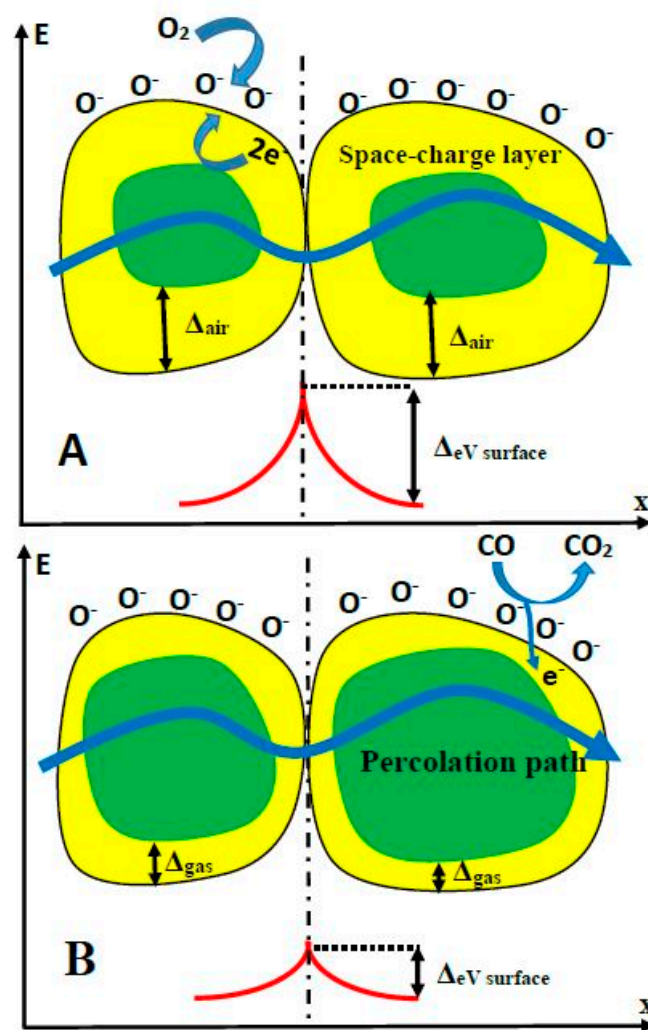 E
O₂
O⁻ O⁻ O⁻ O⁻
O⁻ O⁻ O⁻ O⁻ O⁻ O⁻
2e⁻
Space-charge layer
Δair
Δair
A
ΔeV surface
x
E
CO CO₂
O⁻ O⁻ O⁻ O⁻ O⁻
O⁻ O⁻ O⁻ O⁻ O⁻ O⁻
e⁻
Percolation path
Δgas
Δgas
B
ΔeV surface
x